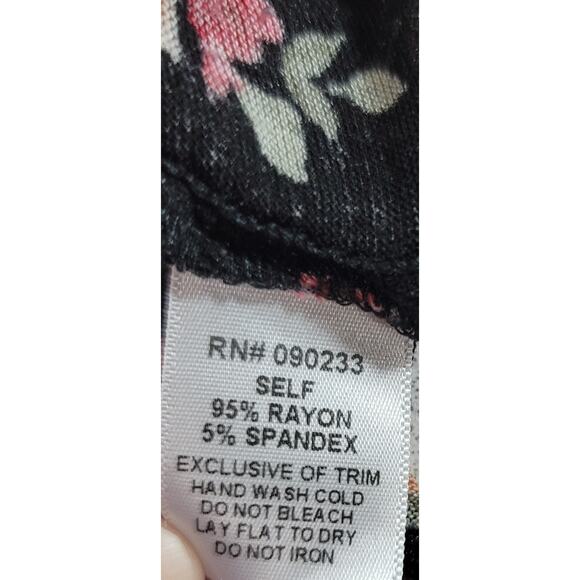 RN# 090233
SELF
95% RAYON
5% SPANDEX
EXCLUSIVE OF TRIM
HAND WASH COLD
DO NOT BLEACH
LAY FLAT TO DRY
DO NOT IRON